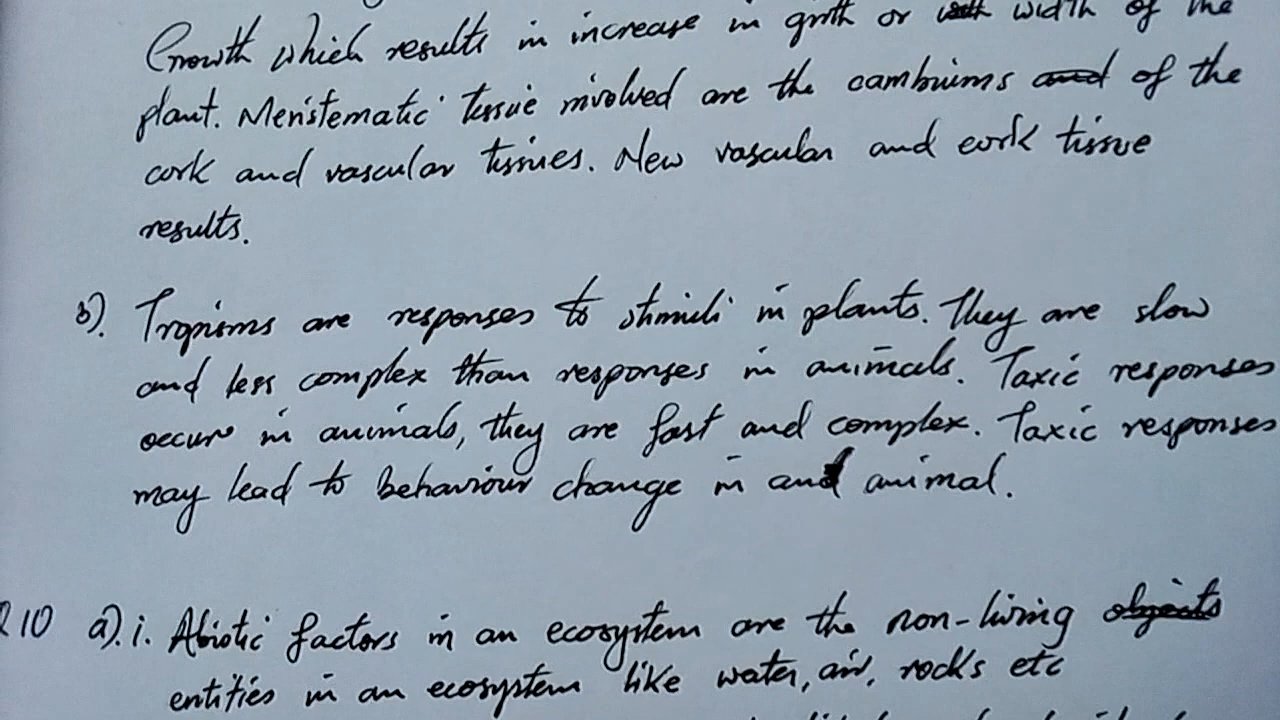 Growth which results in increase in girth or width of the
plant. Meristematic tissue involved are the cambiums of the
cork and vascular tissues. New vascular and cork tissue
results.
b). Tropisms are responses to stimuli in plants. They are slow
and less complex than responses in animals. Taxic responses
occur in animals, they are fast and complex. Taxic responses
may lead to behaviour change in an animal.
10 a). i. Abiotic factors in an ecosystem are the non-living
entities in an ecosystem like water, air, rocks etc